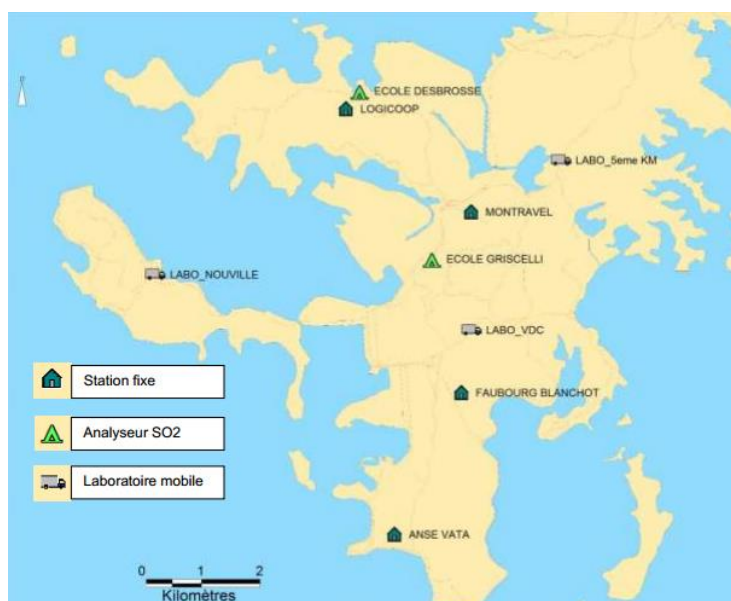 ECOLE DESBROSSE
LOGICOOP
LABO_5eme KM
MONTRAVEL
ECOLE GRISCELLI
LABO_NOUVILLE
LABO_VDC
Station fixe
FAUBOURG BLANCHOT
Analyseur SO2
Laboratoire mobile
ANSE VATA
0 1 2
Kilomètres